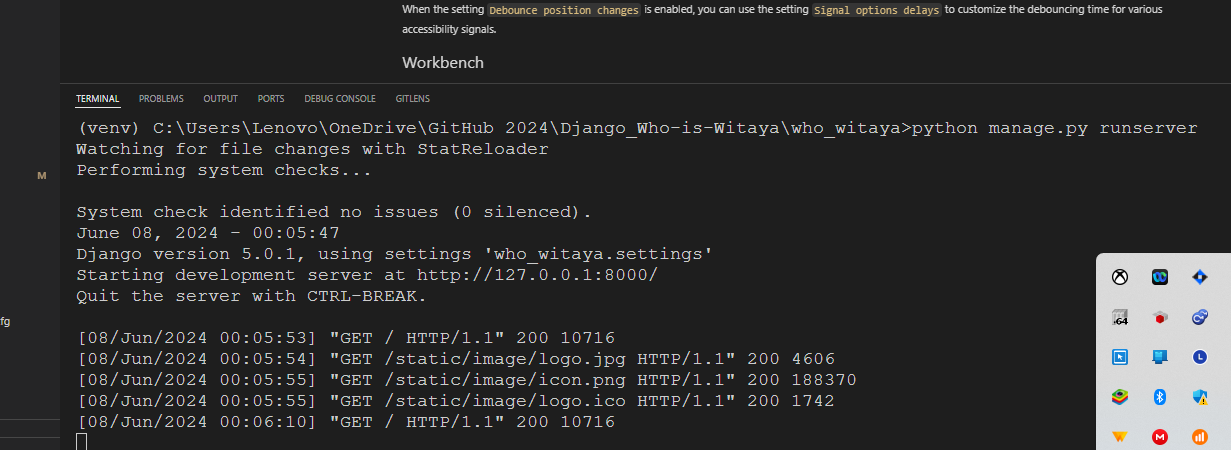 When the setting Debounce position changes is enabled, you can use the setting Signal options delays to customize the debouncing time for various
accessibility signals.
Workbench
TERMINAL PROBLEMS OUTPUT PORTS DEBUG CONSOLE GITLENS
(venv) C:\Users\Lenovo\OneDrive\GitHub 2024\Django_Who-is-Witaya\who_witaya>python manage.py runserver
Watching for file changes with StatReloader
Performing system checks...
M
System check identified no issues (0 silenced).
June 08, 2024 - 00:05:47
Django version 5.0.1, using settings 'who_witaya.settings'
Starting development server at http://127.0.0.1:8000/
Quit the server with CTRL-BREAK.
fg
[08/Jun/2024 00:05:53] "GET / HTTP/1.1" 200 10716
[08/Jun/2024 00:05:54] "GET /static/image/logo.jpg HTTP/1.1" 200 4606
[08/Jun/2024 00:05:55] "GET /static/image/icon.png HTTP/1.1" 200 188370
[08/Jun/2024 00:05:55] "GET /static/image/logo.ico HTTP/1.1" 200 1742
[08/Jun/2024 00:06:10] "GET / HTTP/1.1" 200 10716